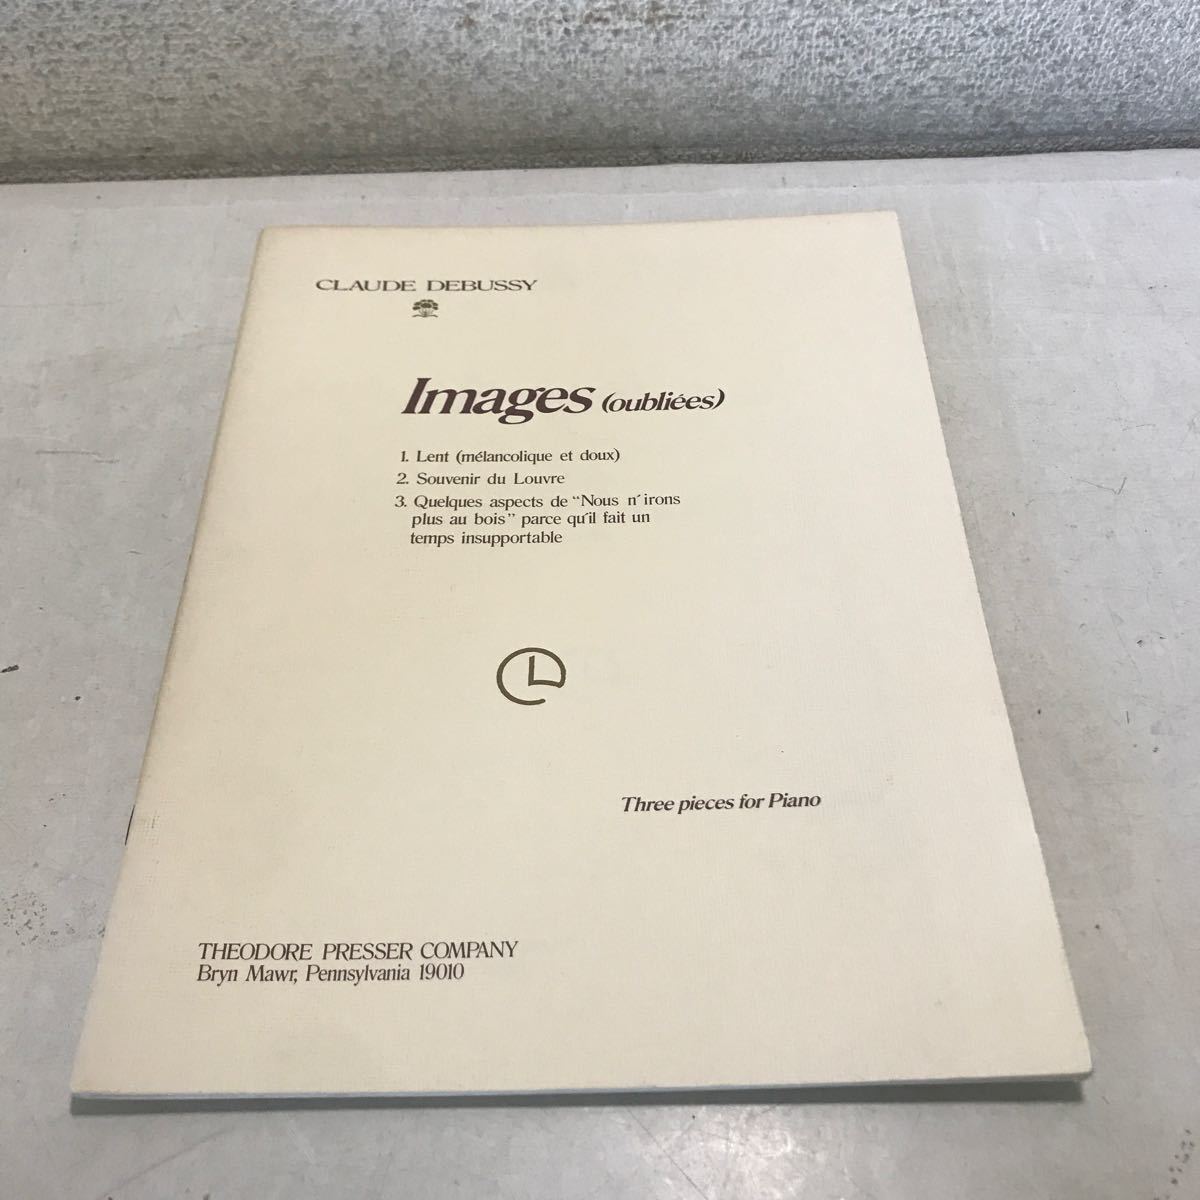 CLAUDE DEBUSSY
Images (oubliées)
1. Lent (mélancolique et doux)
2. Souvenir du Louvre
3. Quelques aspects de “Nous n'irons
plus au bois” parce qu'il fait un
temps insupportable
Three pieces for Piano
THEODORE PRESSER COMPANY
Bryn Mawr, Pennsylvania 19010